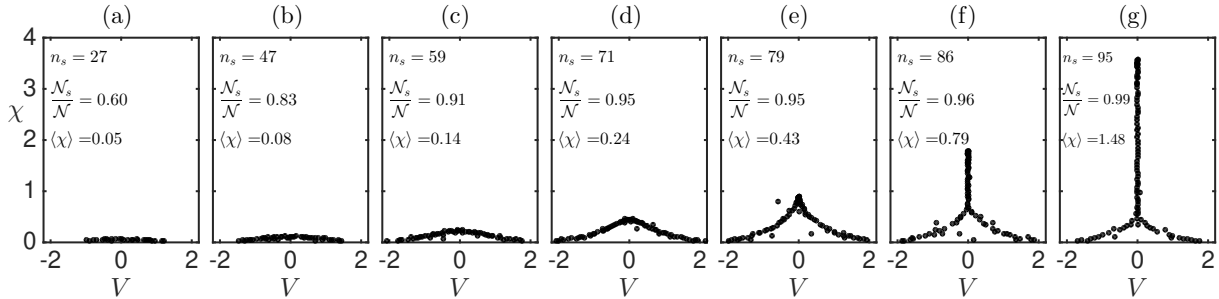 (a) (b) (c) (d) (e) (f) (g)
4
3
2
1
0
χ
n_s = 27
𝒩_s/𝒩 = 0.60
⟨χ⟩ =0.05
n_s = 47
𝒩_s/𝒩 = 0.83
⟨χ⟩ =0.08
n_s = 59
𝒩_s/𝒩 = 0.91
⟨χ⟩ =0.14
n_s = 71
𝒩_s/𝒩 = 0.95
⟨χ⟩ =0.24
n_s = 79
𝒩_s/𝒩 = 0.95
⟨χ⟩ =0.43
n_s = 86
𝒩_s/𝒩 = 0.96
⟨χ⟩ =0.79
n_s = 95
𝒩_s/𝒩 = 0.99
⟨χ⟩ =1.48
-2 0 2 -2 0 2 -2 0 2 -2 0 2 -2 0 2 -2 0 2 -2 0 2
V V V V V V V